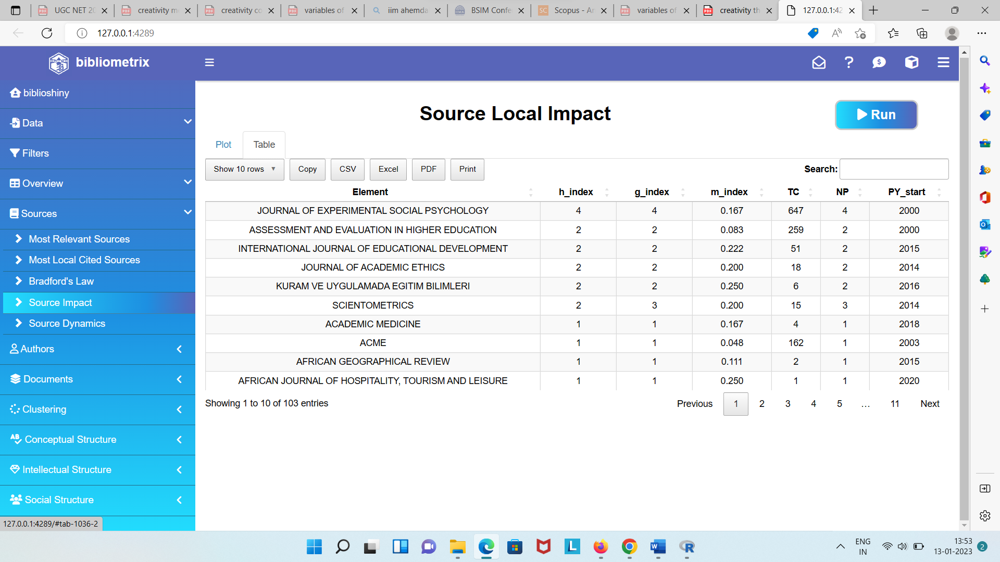 UGC NET 20
creativity m
creativity co
variables of
iim ahemda
BSIM Confe
Scopus - Ar
variables of
creativity th
127.0.0.1:42
127.0.0.1:4289
bibliometrix
biblioshiny
Data
Filters
Overview
Sources
Most Relevant Sources
Most Local Cited Sources
Bradford's Law
Source Impact
Source Dynamics
Authors
Documents
Clustering
Conceptual Structure
Intellectual Structure
Social Structure
127.0.0.1:4289/#tab-1036-2
Source Local Impact
Run
Plot Table
Show 10 rows Copy CSV Excel PDF Print Search:
Element h_index g_index m_index TC NP PY_start
JOURNAL OF EXPERIMENTAL SOCIAL PSYCHOLOGY 4 4 0.167 647 4 2000
ASSESSMENT AND EVALUATION IN HIGHER EDUCATION 2 2 0.083 259 2 2000
INTERNATIONAL JOURNAL OF EDUCATIONAL DEVELOPMENT 2 2 0.222 51 2 2015
JOURNAL OF ACADEMIC ETHICS 2 2 0.200 18 2 2014
KURAM VE UYGULAMADA EGITIM BILIMLERI 2 2 0.250 6 2 2016
SCIENTOMETRICS 2 3 0.200 15 3 2014
ACADEMIC MEDICINE 1 1 0.167 4 1 2018
ACME 1 1 0.048 162 1 2003
AFRICAN GEOGRAPHICAL REVIEW 1 1 0.111 2 1 2015
AFRICAN JOURNAL OF HOSPITALITY, TOURISM AND LEISURE 1 1 0.250 1 1 2020
Showing 1 to 10 of 103 entries
Previous 1 2 3 4 5 … 11 Next
ENG
IN
13:53
13-01-2023
2